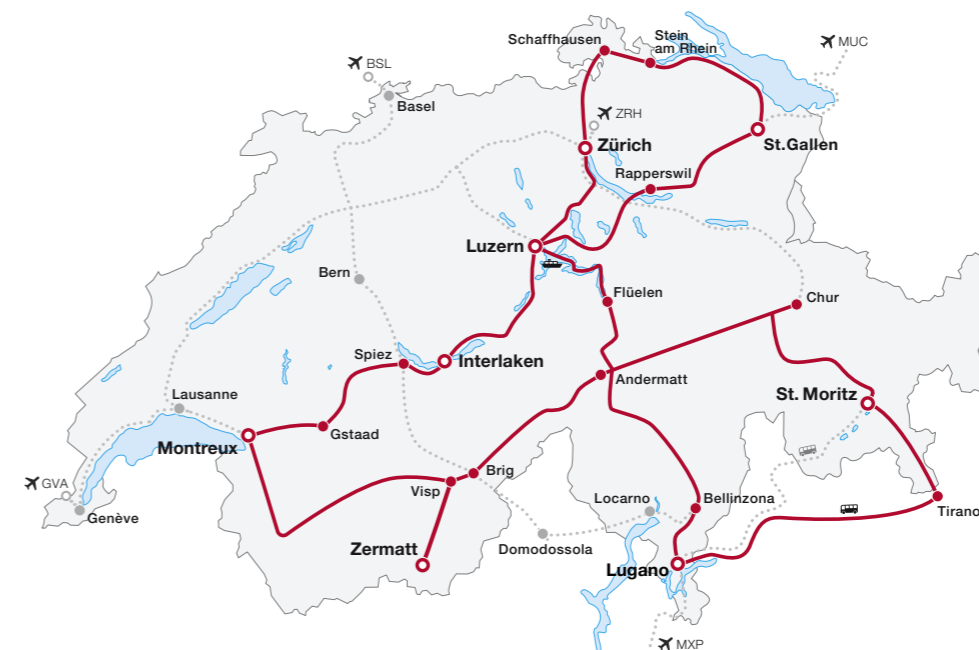 Schaffhausen
Stein
am Rhein
MUC
BSL
Basel
ZRH
Zürich
St.Gallen
Rapperswil
Luzern
Bern
Flüelen
Chur
Spiez
Interlaken
Andermatt
Lausanne
St. Moritz
Montreux
Gstaad
Brig
GVA
Visp
Locarno
Bellinzona
Genève
Tirano
Zermatt
Domodossola
Lugano
MXP